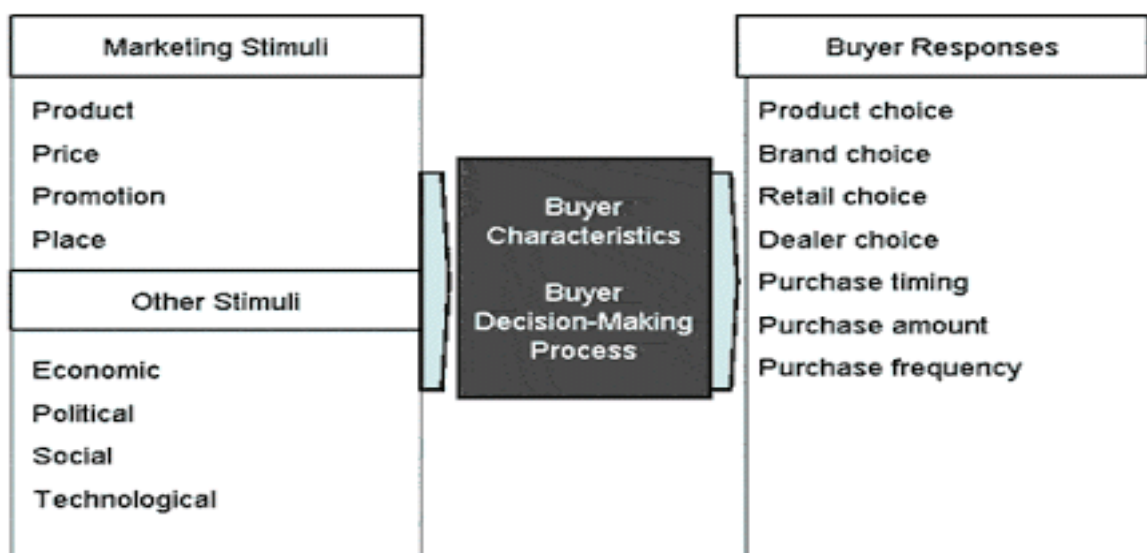 Marketing Stimuli
Product
Price
Promotion
Place
Other Stimuli
Economic
Political
Social
Technological
Buyer
Characteristics
Buyer
Decision-Making
Process
Buyer Responses
Product choice
Brand choice
Retail choice
Dealer choice
Purchase timing
Purchase amount
Purchase frequency